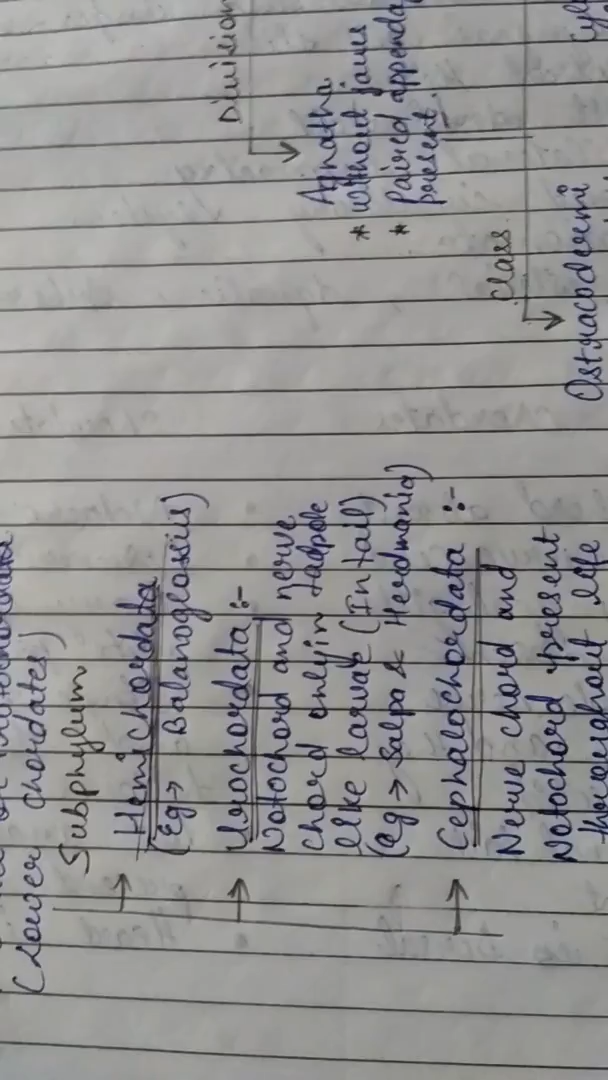 (Lower chordates)
Subphylum
Hemichordata
(Eg → Balanoglossus)
Urochordata :-
Notochord and nerve
chord only in tadpole
like larvae (In tail)
(eg → Salpa & Herdmania)
Cephalochordata :-
Nerve chord and
Notochord present
throughout life
Division
Agnatha
* without jaws
* Paired appenda
present.
Class
Ostracodermi